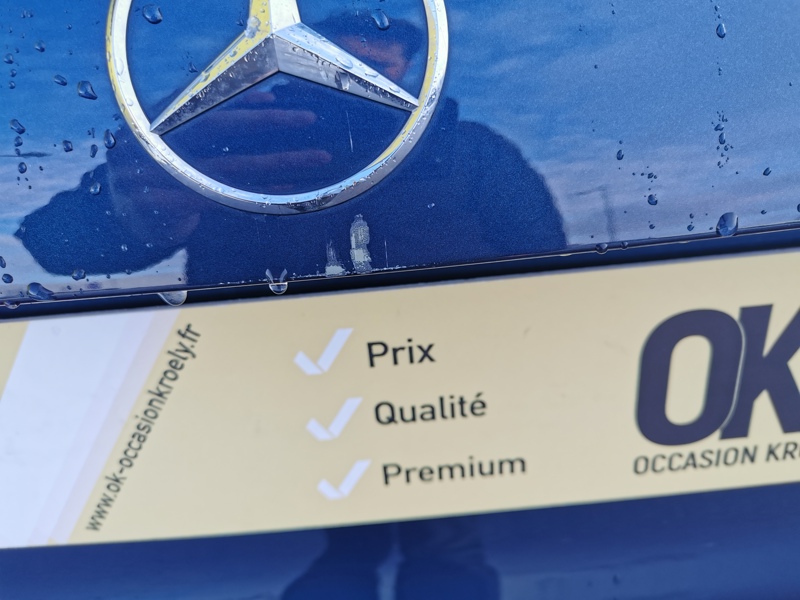 www.ok-occasionkroely.fr
Prix
Qualité
Premium
OK
OCCASION KRO